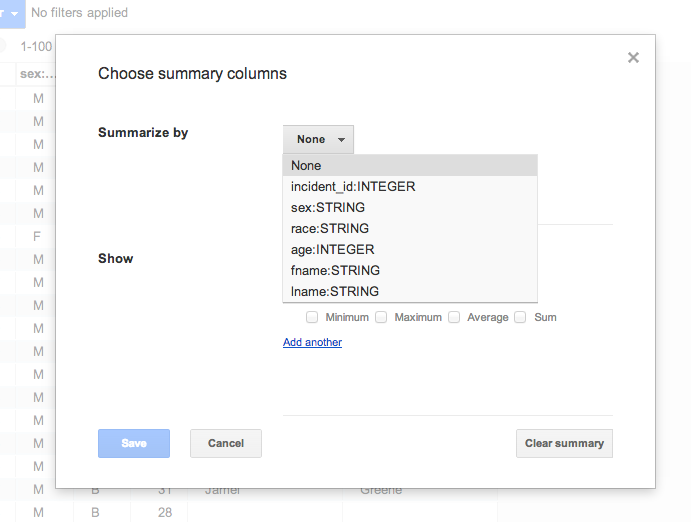 No filters applied
1-100
sex:...
M
M
M
M
M
M
F
M
M
M
M
M
M
M
M
M
M
M B 31 Jamel Greene
M B 28
Choose summary columns
Summarize by
None
None
incident_id:INTEGER
sex:STRING
race:STRING
age:INTEGER
fname:STRING
lname:STRING
Show
Minimum Maximum Average Sum
Add another
Save Cancel Clear summary